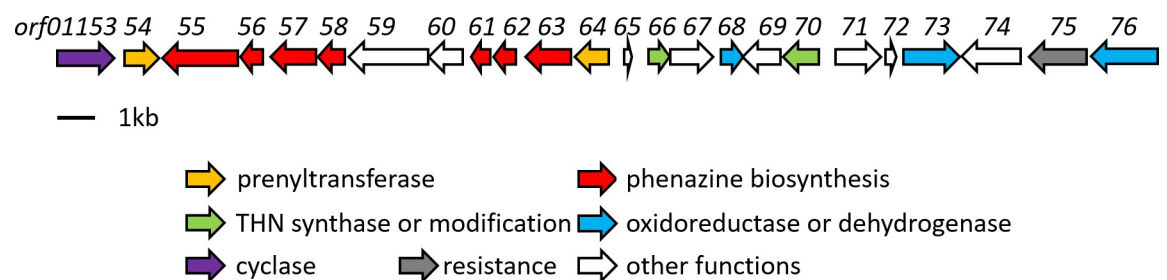 orf01153 54 55 56 57 58 59 60 61 62 63 64 65 66 67 68 69 70 71 72 73 74 75 76
1kb
prenyltransferase phenazine biosynthesis
THN synthase or modification oxidoreductase or dehydrogenase
cyclase resistance other functions